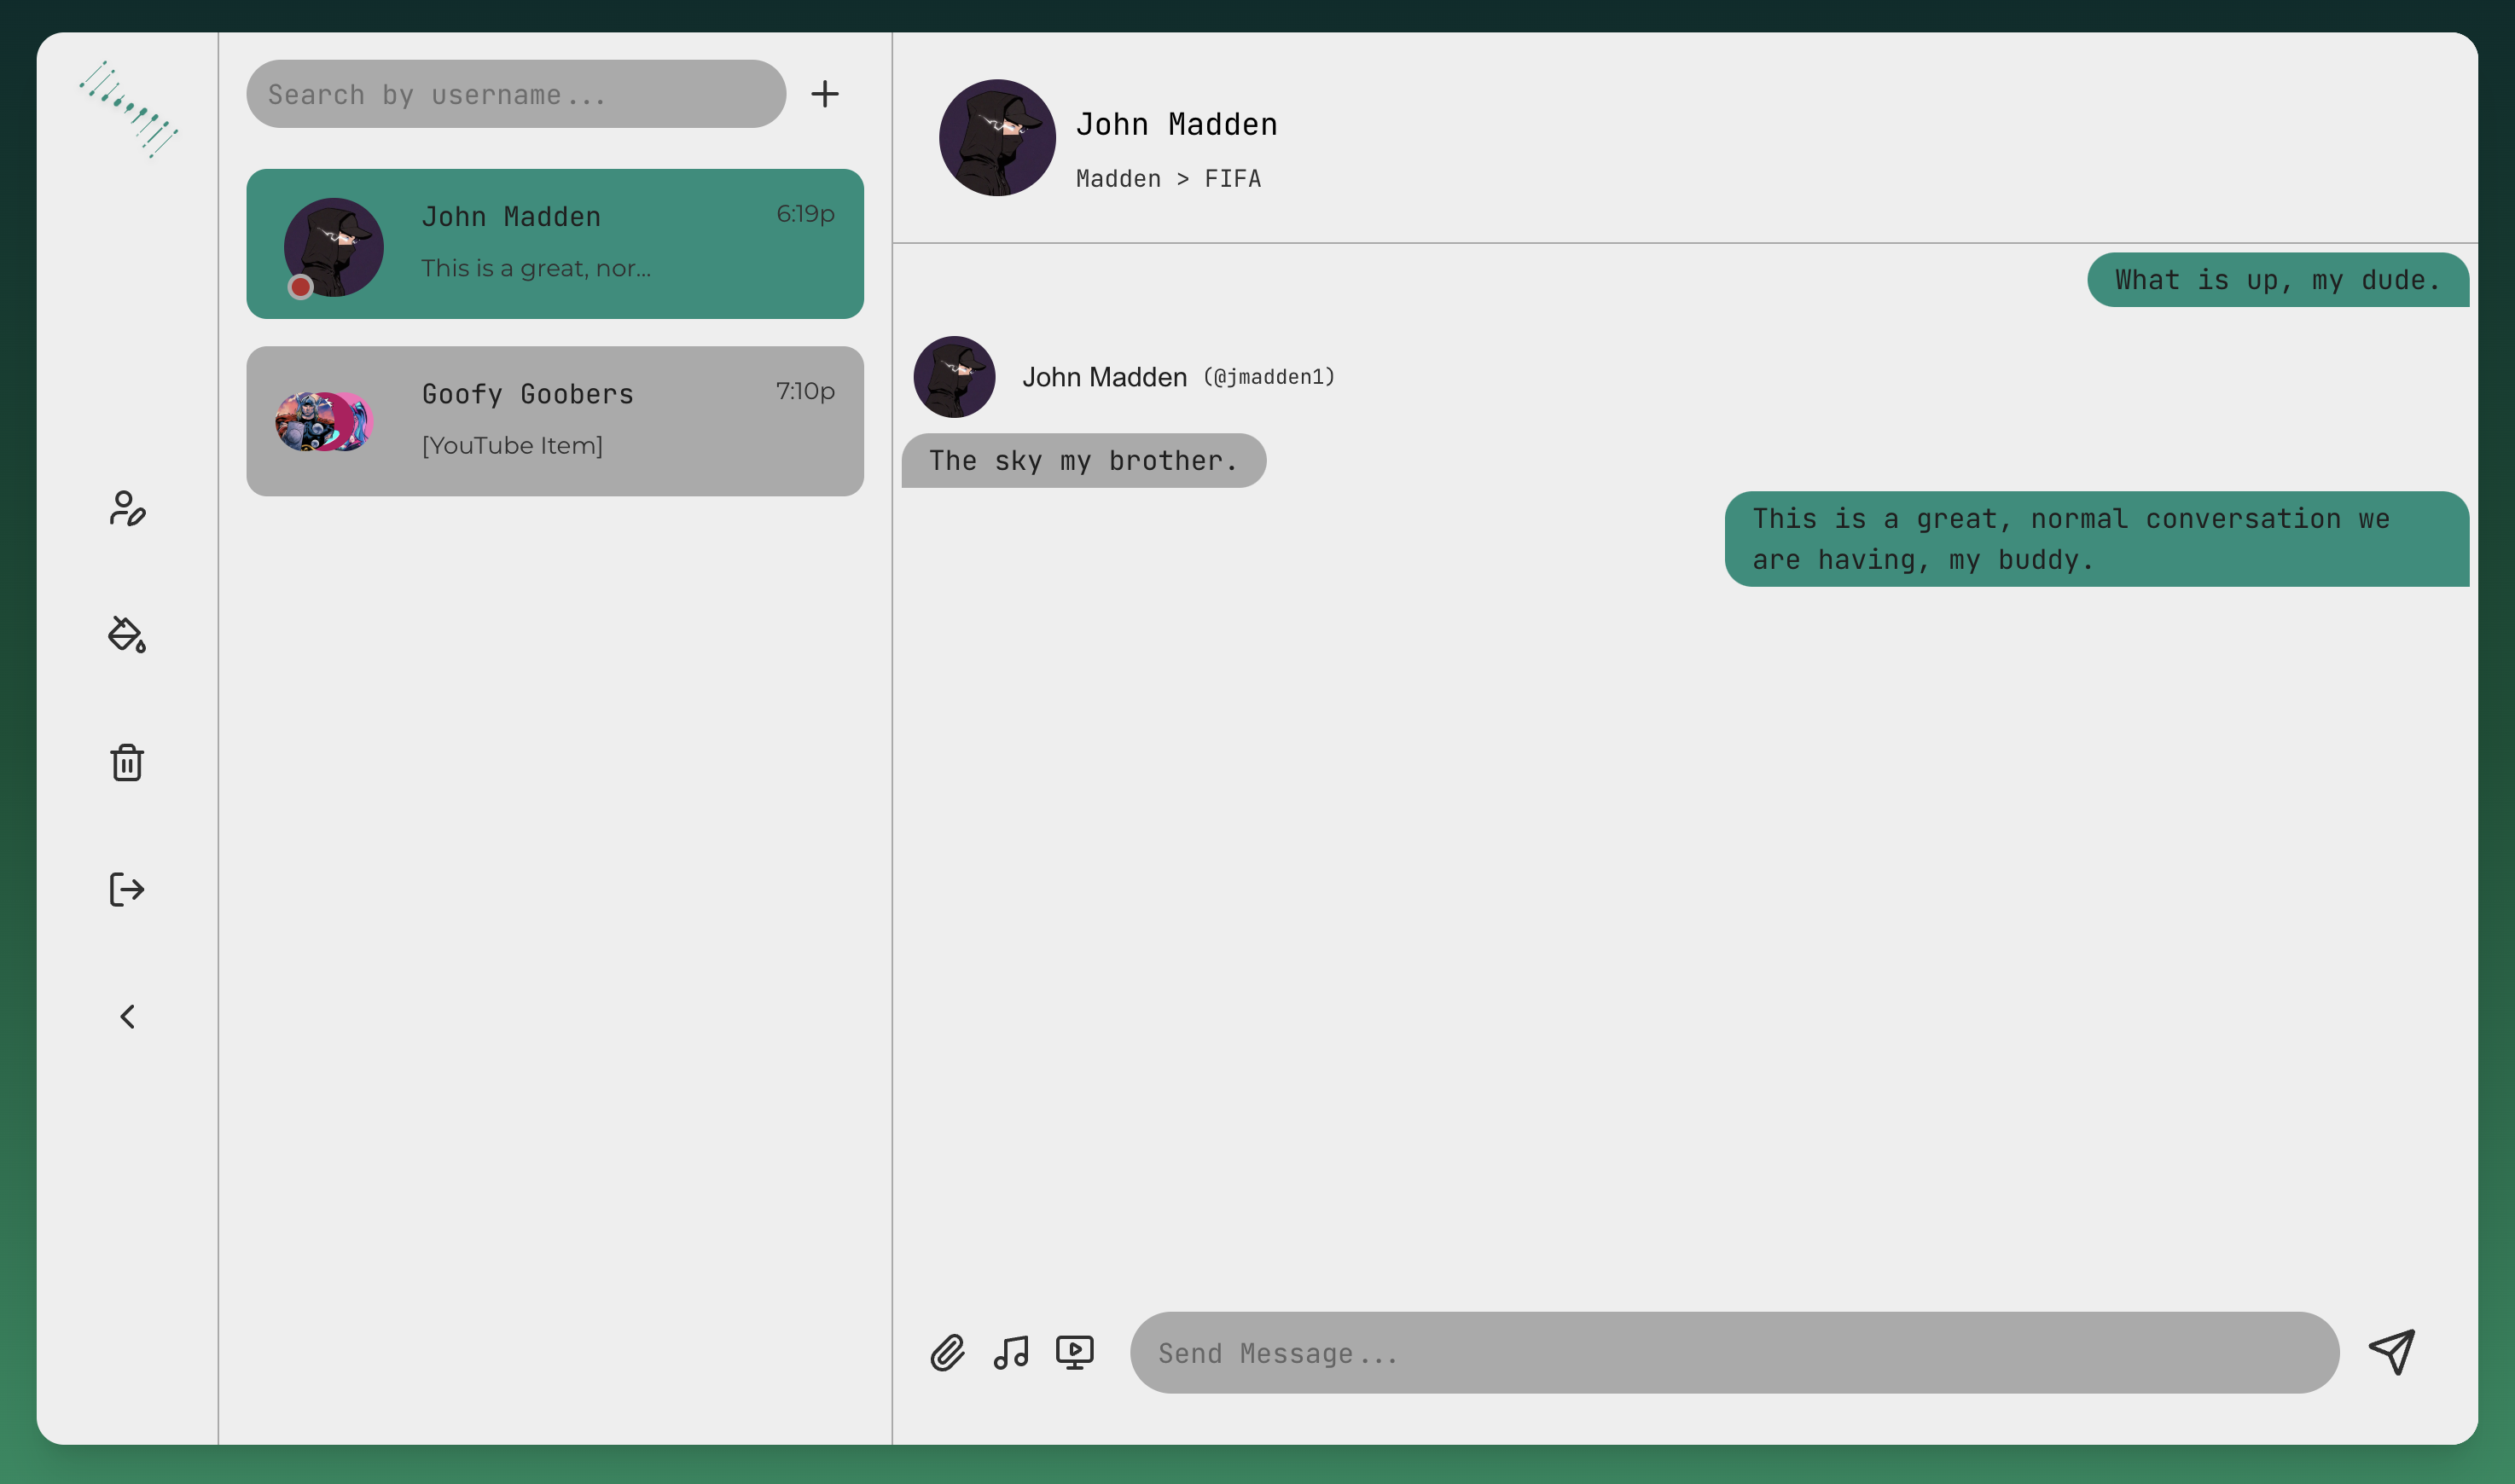 Search by username...
John Madden
6:19p
This is a great, nor...
Goofy Goobers
7:10p
[YouTube Item]
John Madden
Madden > FIFA
What is up, my dude.
John Madden (@jmadden1)
The sky my brother.
This is a great, normal conversation we
are having, my buddy.
Send Message...